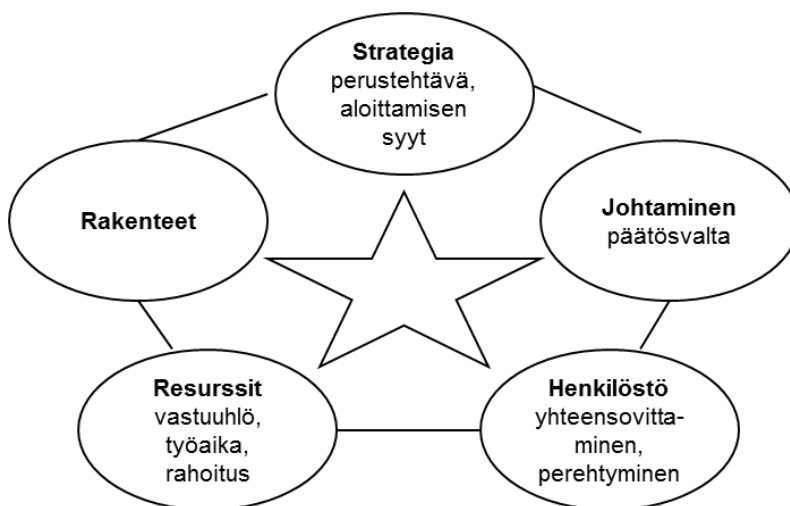 Strategia
perustehtävä,
aloittamisen
syyt
Rakenteet
Johtaminen
päätösvalta
Resurssit
vastuuhlö,
työaika,
rahoitus
Henkilöstö
yhteensovitta-
minen,
perehtyminen